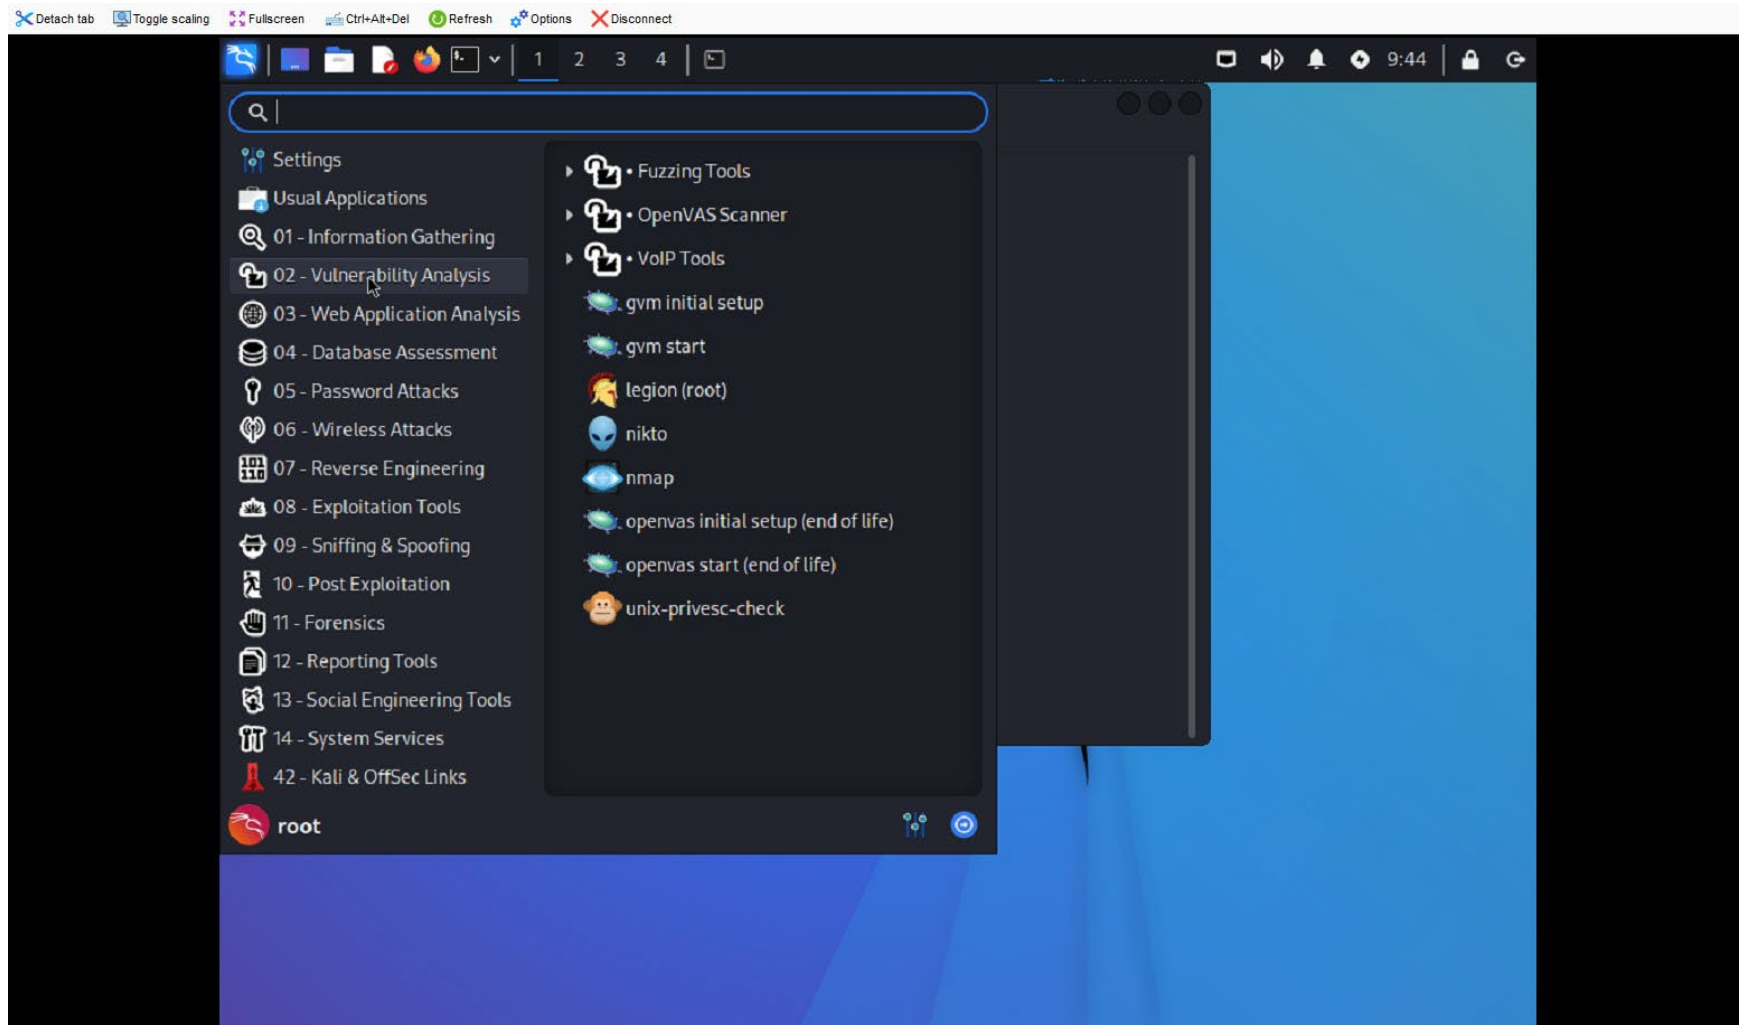 Detach tab Toggle scaling Fullscreen Ctrl+Alt+Del Refresh Options Disconnect
1 2 3 4 9:44
Settings
Usual Applications
01 - Information Gathering
02 - Vulnerability Analysis
03 - Web Application Analysis
04 - Database Assessment
05 - Password Attacks
06 - Wireless Attacks
07 - Reverse Engineering
08 - Exploitation Tools
09 - Sniffing & Spoofing
10 - Post Exploitation
11 - Forensics
12 - Reporting Tools
13 - Social Engineering Tools
14 - System Services
42 - Kali & OffSec Links
• Fuzzing Tools
• OpenVAS Scanner
• VoIP Tools
gvm initial setup
gvm start
legion (root)
nikto
nmap
openvas initial setup (end of life)
openvas start (end of life)
unix-privesc-check
root